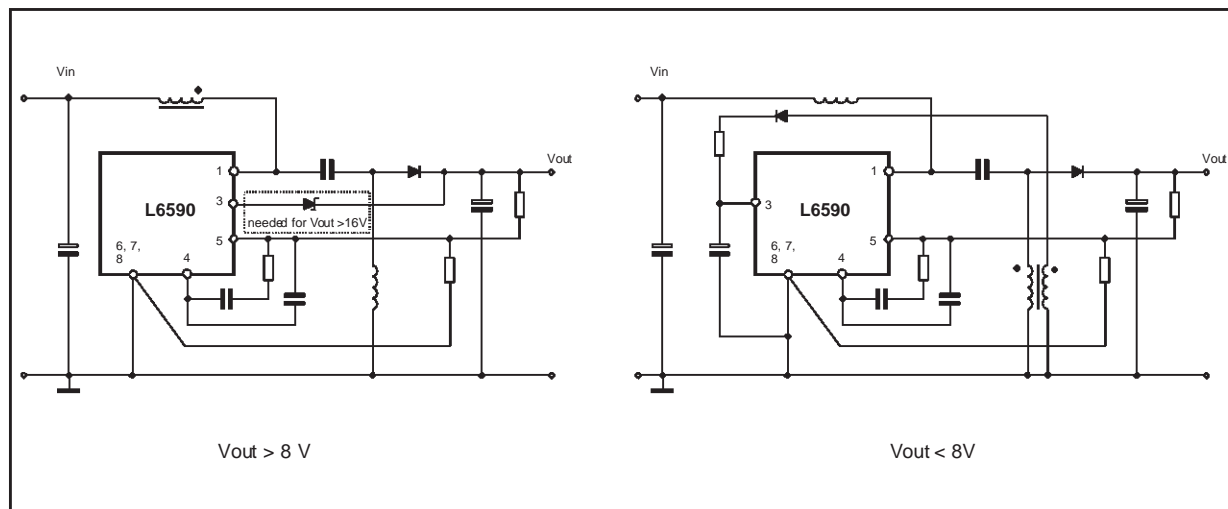 Vin
1
Vout
3
L6590
needed for Vout >16V
5
6, 7,
8
4
Vout > 8 V
Vin
1
Vout
3
L6590
5
6, 7,
8
4
Vout < 8V